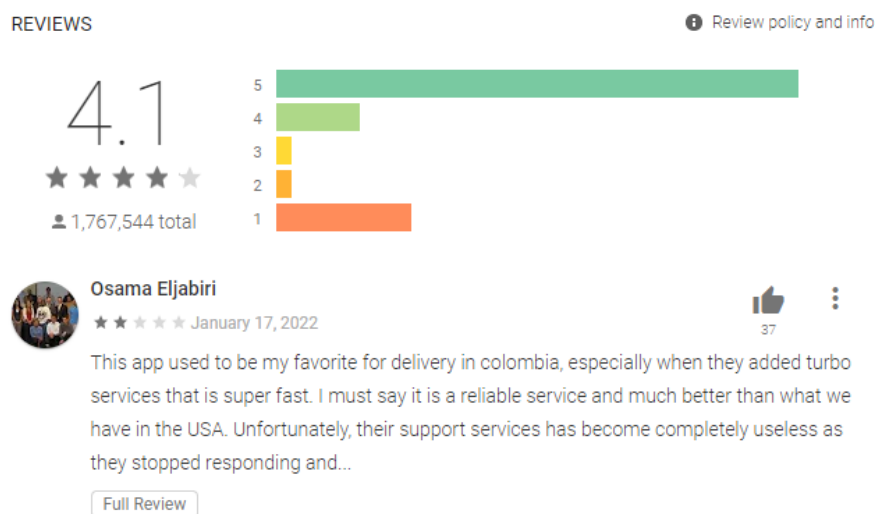 REVIEWS
Review policy and info
4.1
1,767,544 total
5
4
3
2
1
Osama Eljabiri
January 17, 2022
37
This app used to be my favorite for delivery in colombia, especially when they added turbo
services that is super fast. I must say it is a reliable service and much better than what we
have in the USA. Unfortunately, their support services has become completely useless as
they stopped responding and...
Full Review